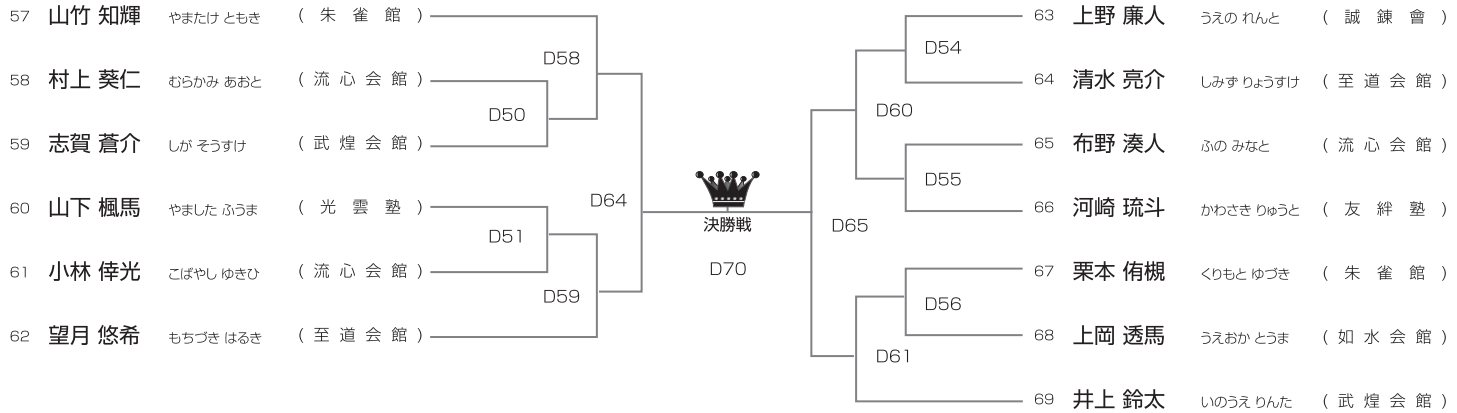 57 山竹 知輝 やまたけ ともき (朱雀館)
58 村上 葵仁 むらかみ あおと (流心会館)
59 志賀 蒼介 しが そうすけ (武煌会館)
60 山下 楓馬 やました ふうま (光雲塾)
61 小林 倖光 こばやし ゆきひ (流心会館)
62 望月 悠希 もちづき はるき (至道会館)
D58
D50
D64
D51
D59
決勝戦
D70
D54
D60
D55
D65
D56
D61
63 上野 廉人 うえの れんと (誠錬會)
64 清水 亮介 しみず りょうすけ (至道会館)
65 布野 湊人 ふの みなと (流心会館)
66 河崎 琉斗 かわさき りゅうと (友絆塾)
67 栗本 侑槻 くりもと ゆづき (朱雀館)
68 上岡 透馬 うえおか とうま (如水会館)
69 井上 鈴太 いのうえ りんた (武煌会館)